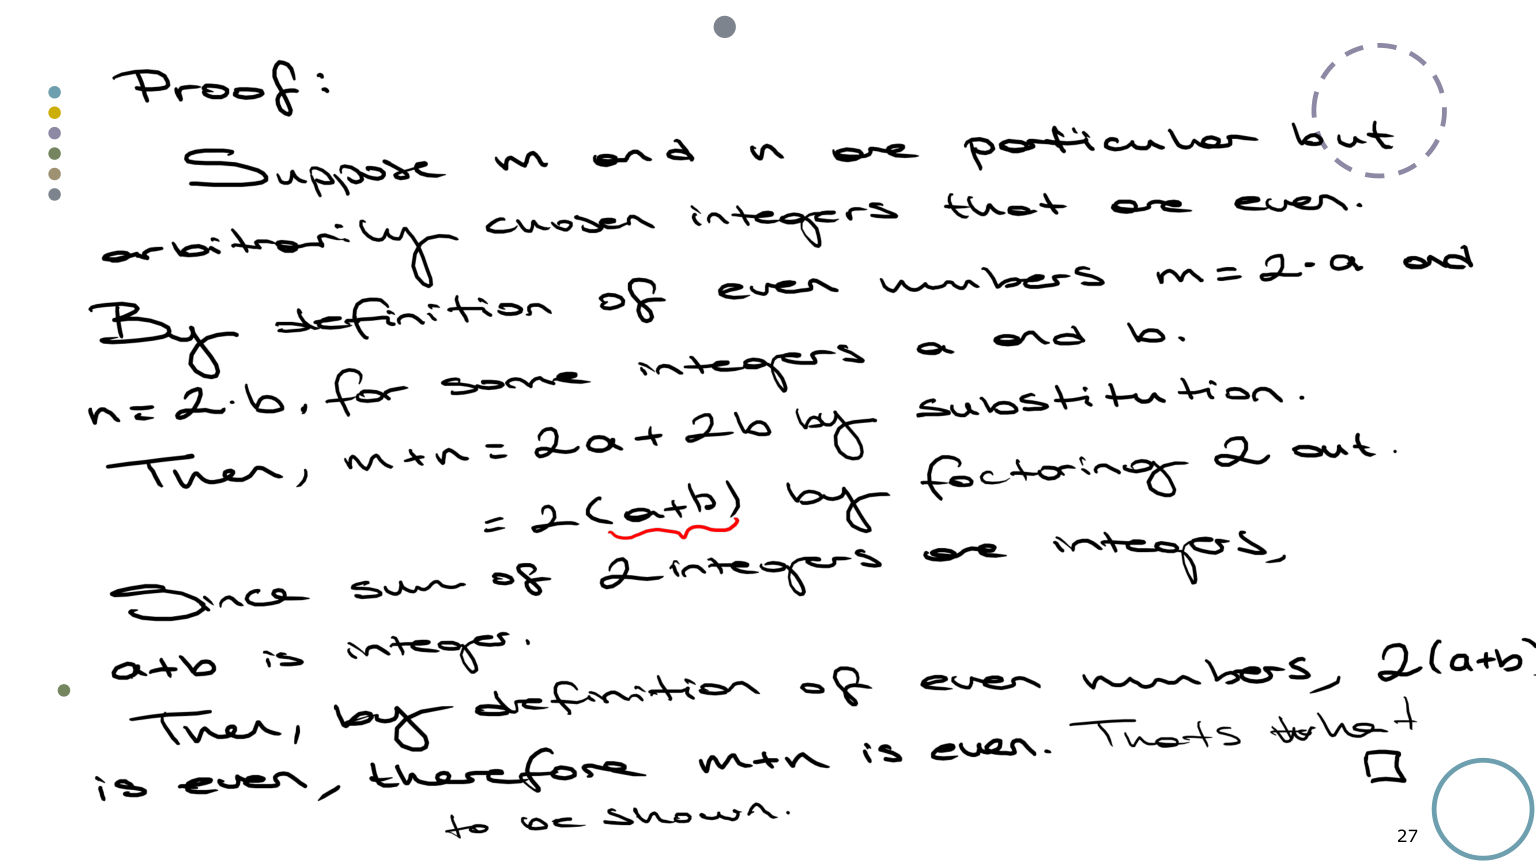 Proof:
Suppose m and n are particular but
arbitrarily chosen integers that are even.
By definition of even numbers m = 2·a and
n = 2·b, for some integers a and b.
Then, m+n = 2a + 2b by substitution.
= 2(a+b) by factoring 2 out.
Since sum of 2 integers are integers,
a+b is integer.
Then, by definition of even numbers, 2(a+b)
is even, therefore m+n is even. Thats what
to be shown. □
27